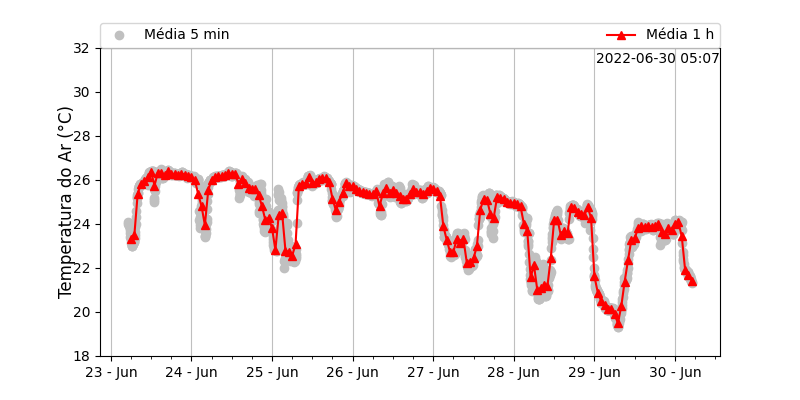 Média 5 min
Média 1 h
2022-06-30 05:07
Temperatura do Ar (°C)
32
30
28
26
24
22
20
18
23 - Jun
24 - Jun
25 - Jun
26 - Jun
27 - Jun
28 - Jun
29 - Jun
30 - Jun